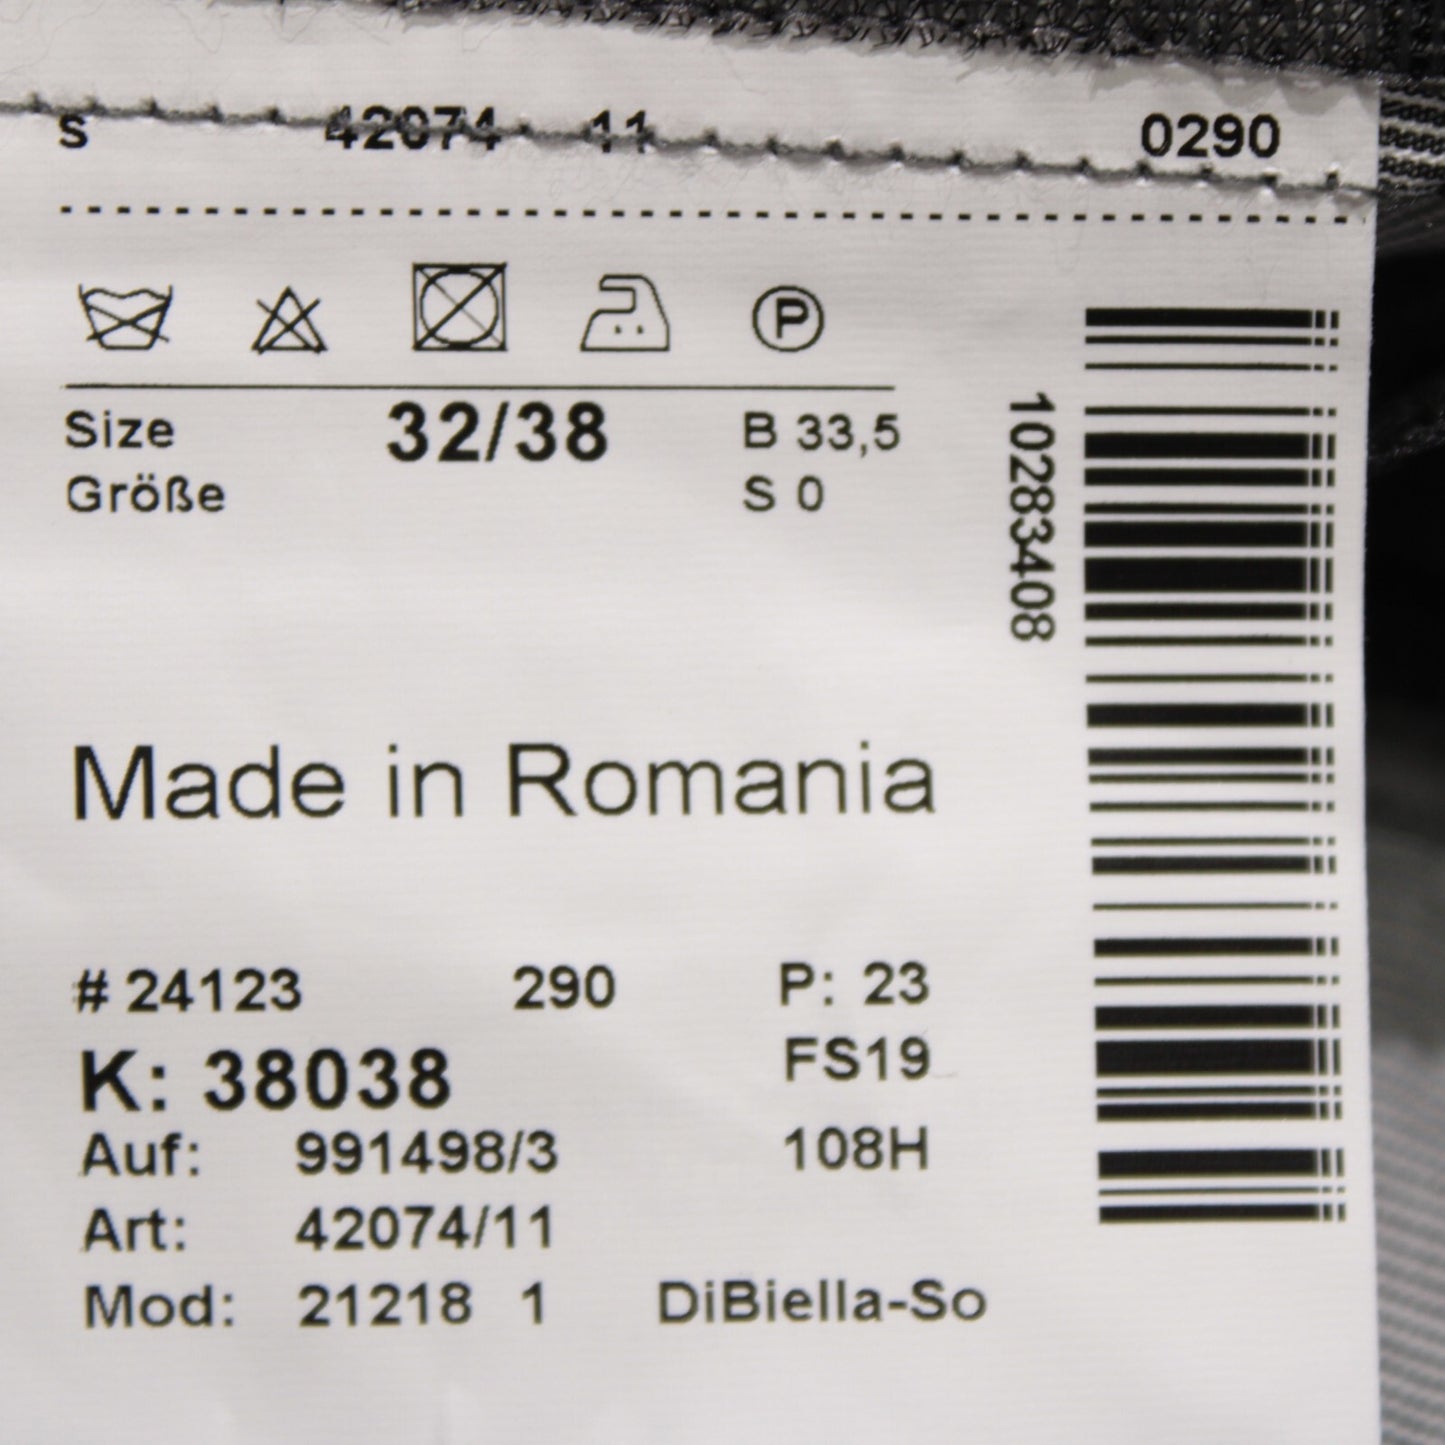 s 42074 11 0290
P
Size 32/38 B 33,5
Größe S 0
10283408
Made in Romania
# 24123 290 P: 23
K: 38038 FS19
Auf: 991498/3 108H
Art: 42074/11
Mod: 21218 1 DiBiella-So